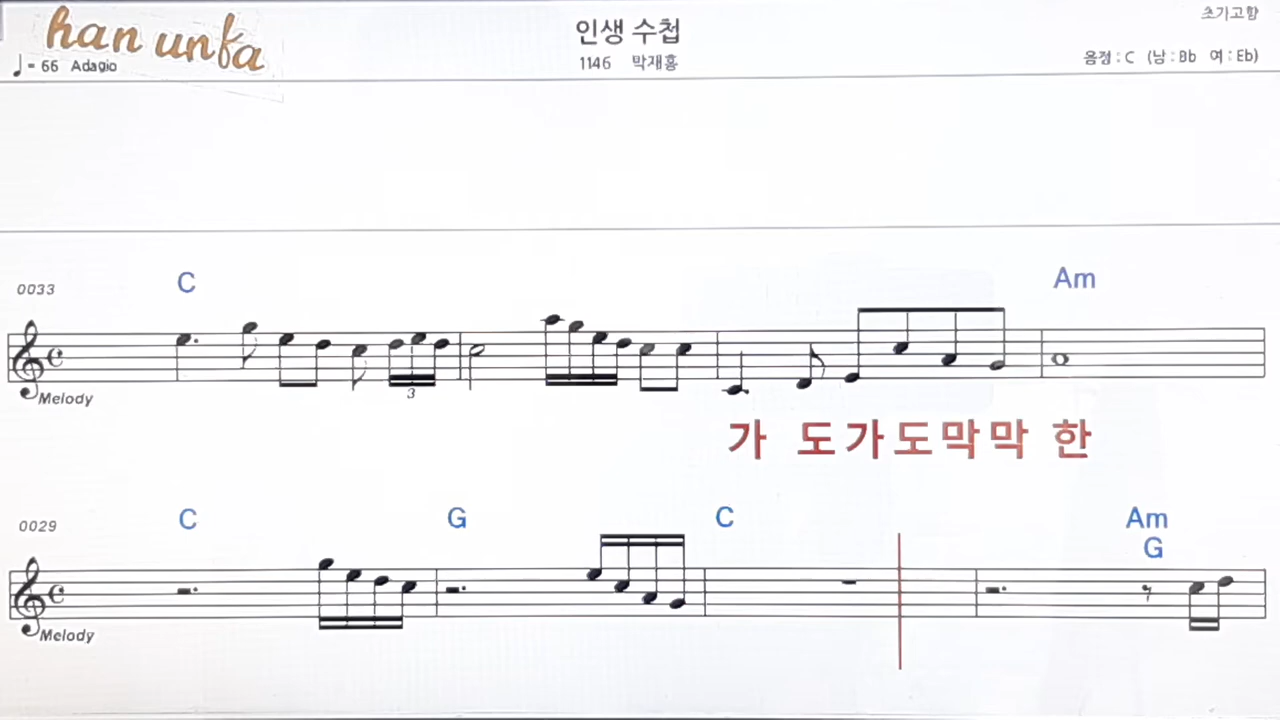 han unfa
♩= 66 Adagio
인생 수첩
1146 박재홍
초기고향
음정 : C (남 : Bb 여 : Eb)
0033
C
Am
Melody
3
가 도가도막막 한
0029
C
G
C
Am
G
Melody